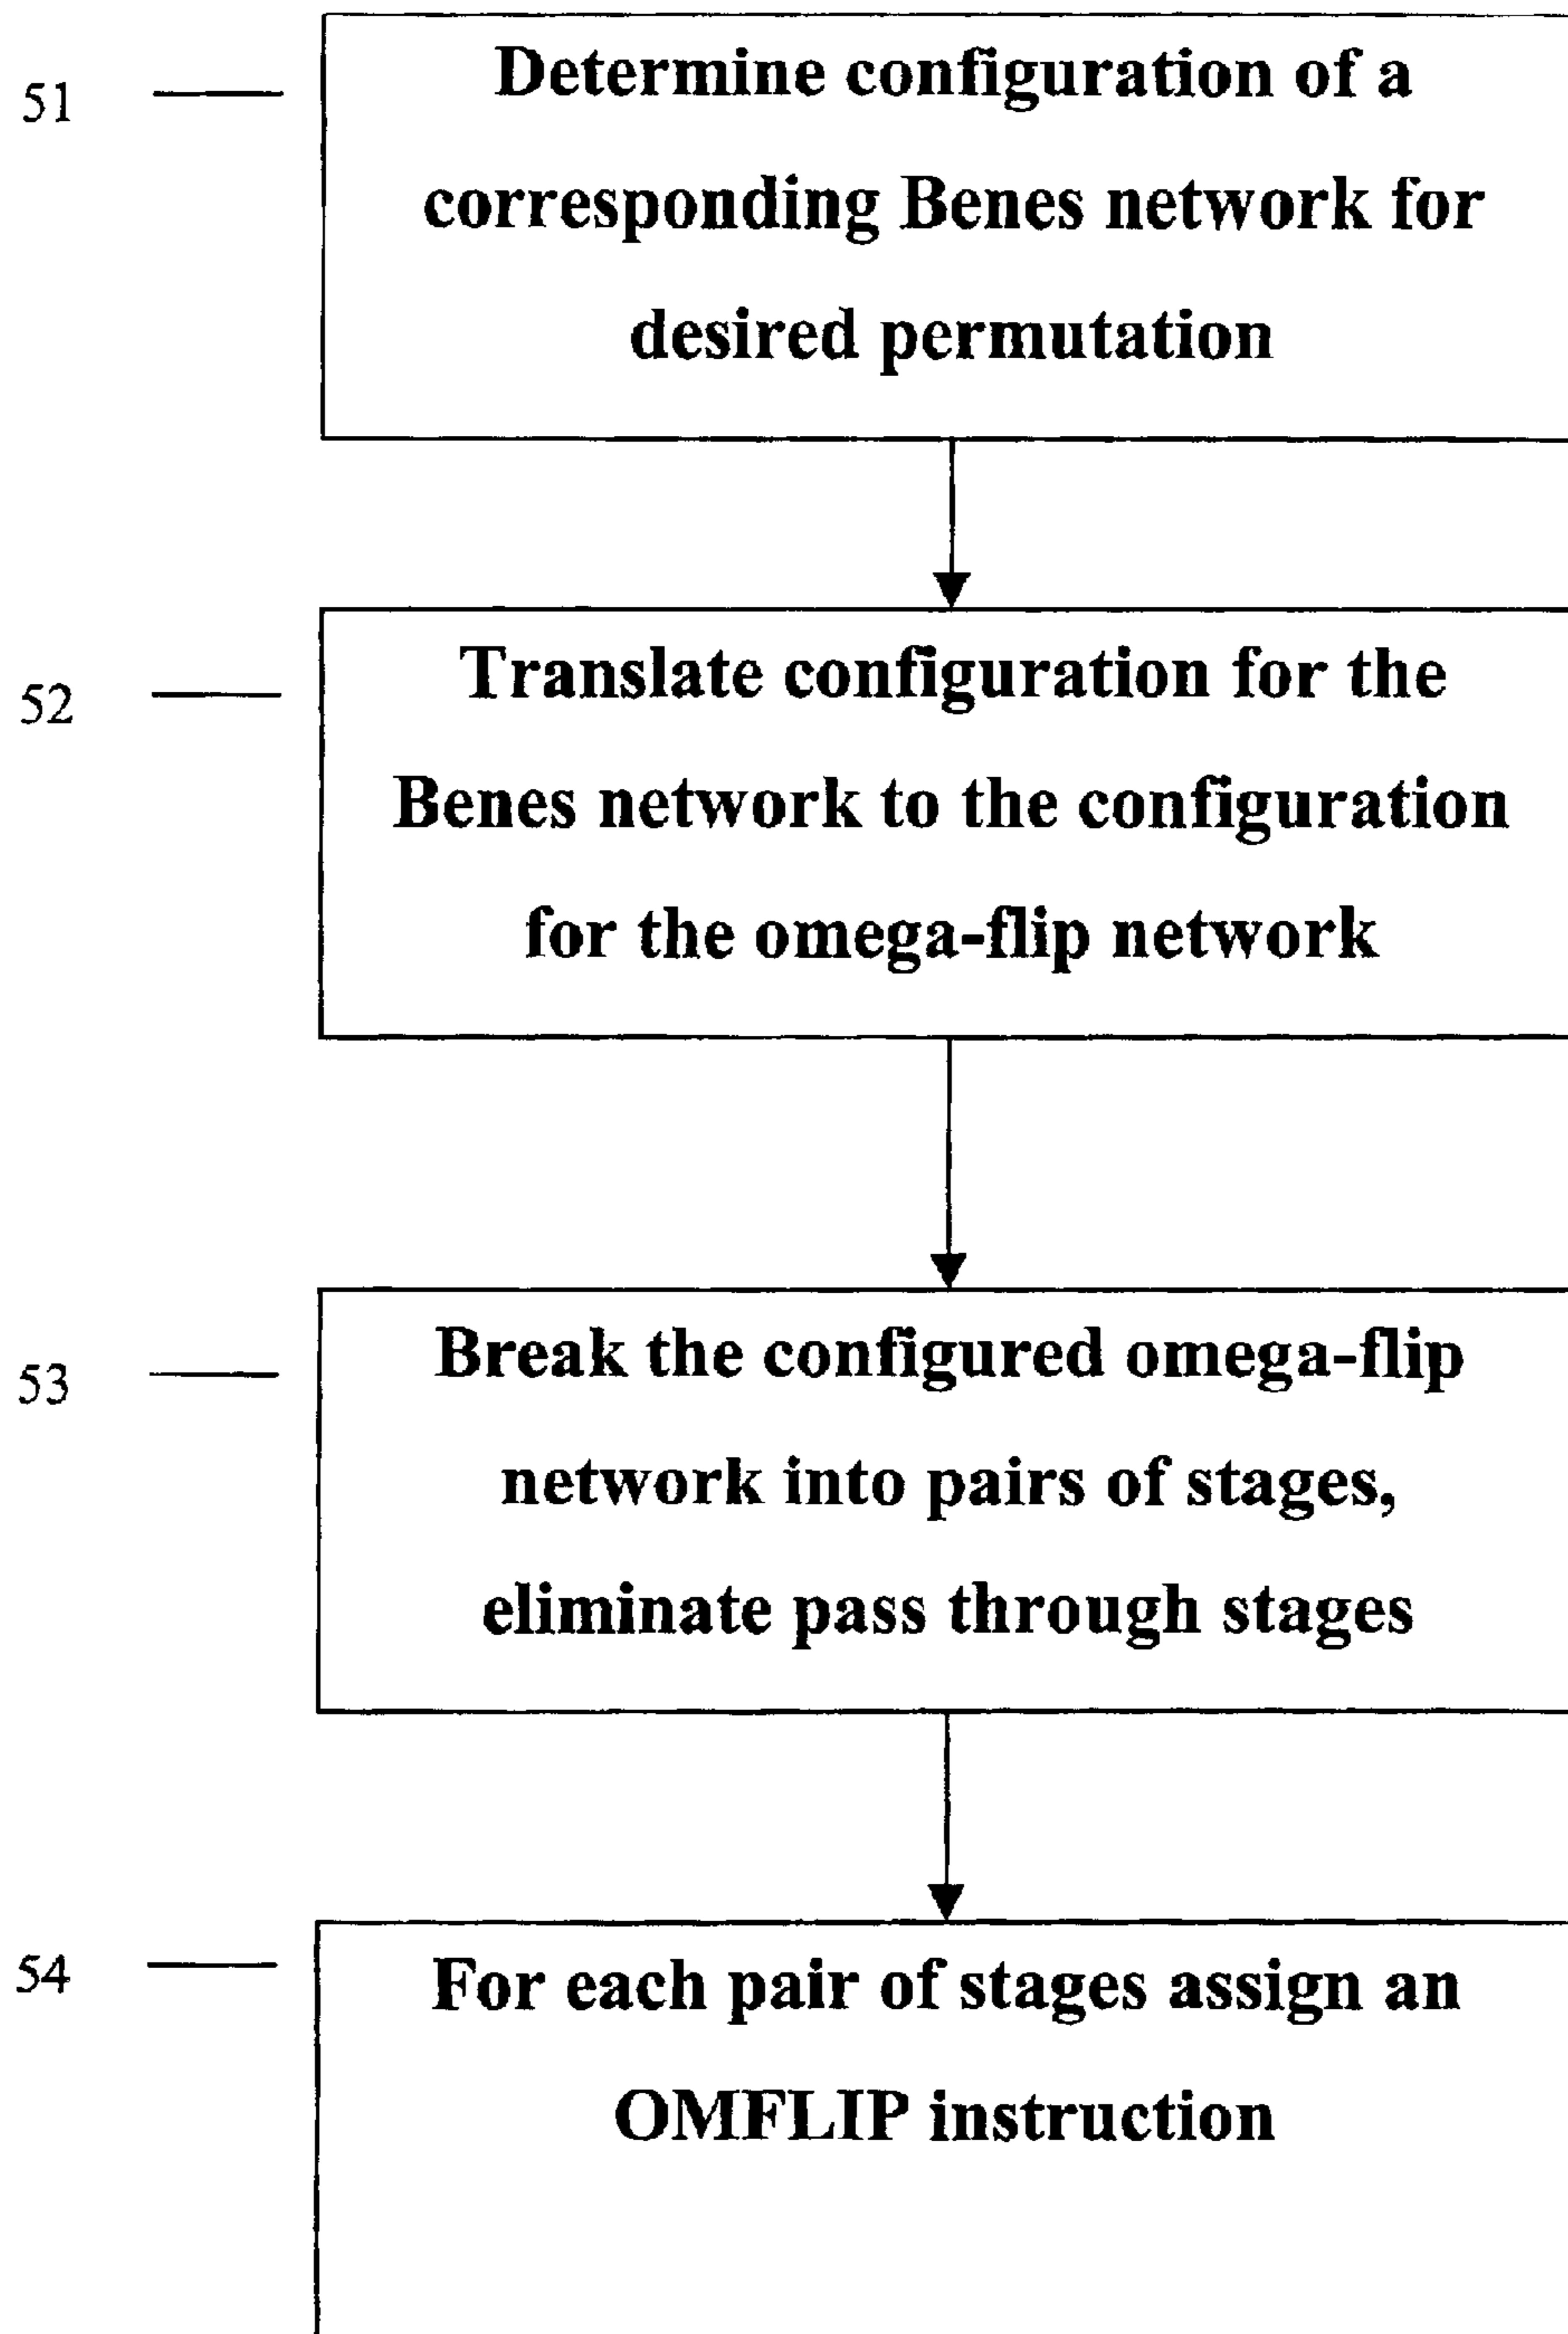 51
Determine configuration of a
corresponding Benes network for
desired permutation
52
Translate configuration for the
Benes network to the configuration
for the omega-flip network
53
Break the configured omega-flip
network into pairs of stages,
eliminate pass through stages
54
For each pair of stages assign an
OMFLIP instruction